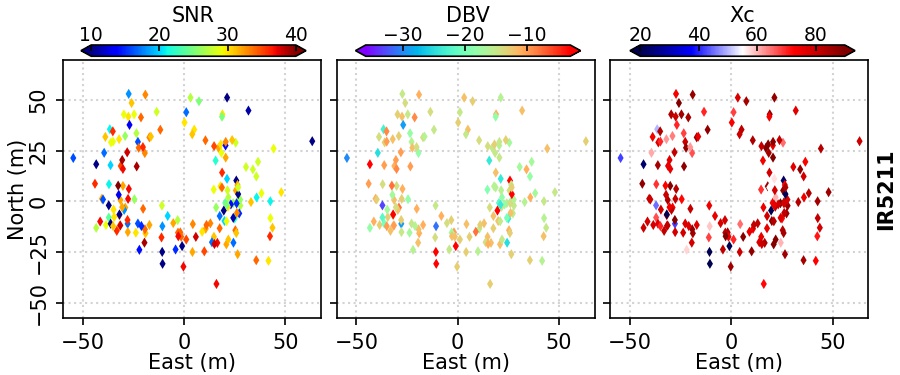 SNR DBV Xc
10 20 30 40 −30 −20 −10 20 40 60 80
50
25
0
−25
−50
North (m)
−50 0 50 −50 0 50 −50 0 50
East (m) East (m) East (m)
IR5211